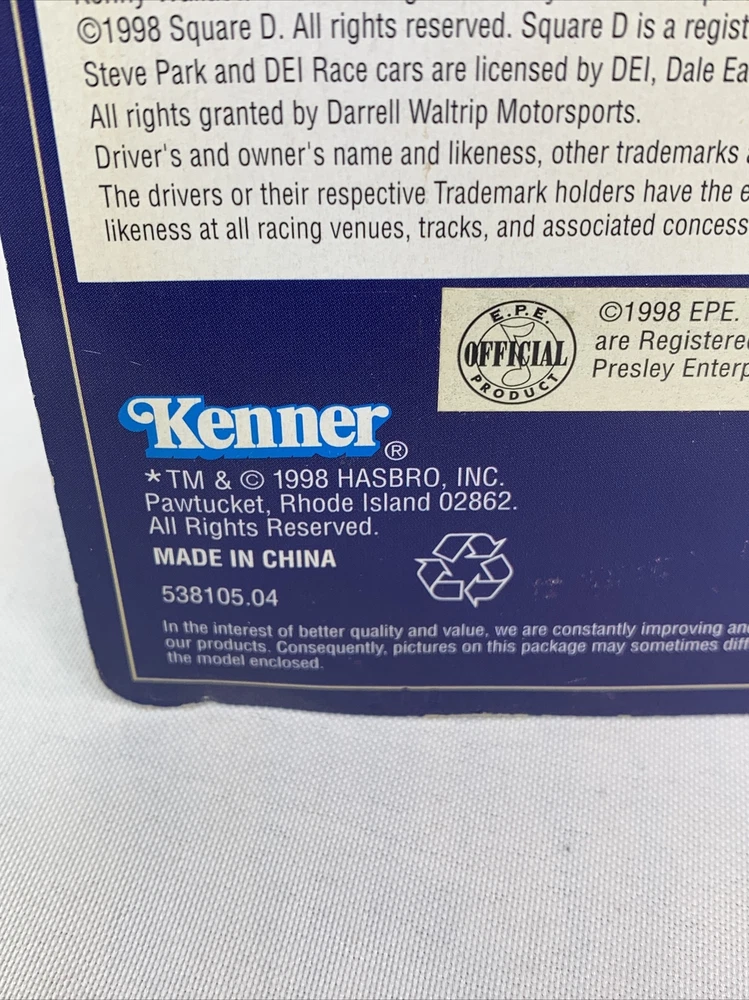 ©1998 Square D. All rights reserved. Square D is a regist
Steve Park and DEI Race cars are licensed by DEI, Dale Ea
All rights granted by Darrell Waltrip Motorsports.
Driver's and owner's name and likeness, other trademarks a
The drivers or their respective Trademark holders have the e
likeness at all racing venues, tracks, and associated concess
E.P.E.
OFFICIAL
PRODUCT
©1998 EPE.
are Registere
Presley Enterp
Kenner®
*TM & © 1998 HASBRO, INC.
Pawtucket, Rhode Island 02862.
All Rights Reserved.
MADE IN CHINA
538105.04
In the interest of better quality and value, we are constantly improving an
our products. Consequently, pictures on this package may sometimes diff
the model enclosed.